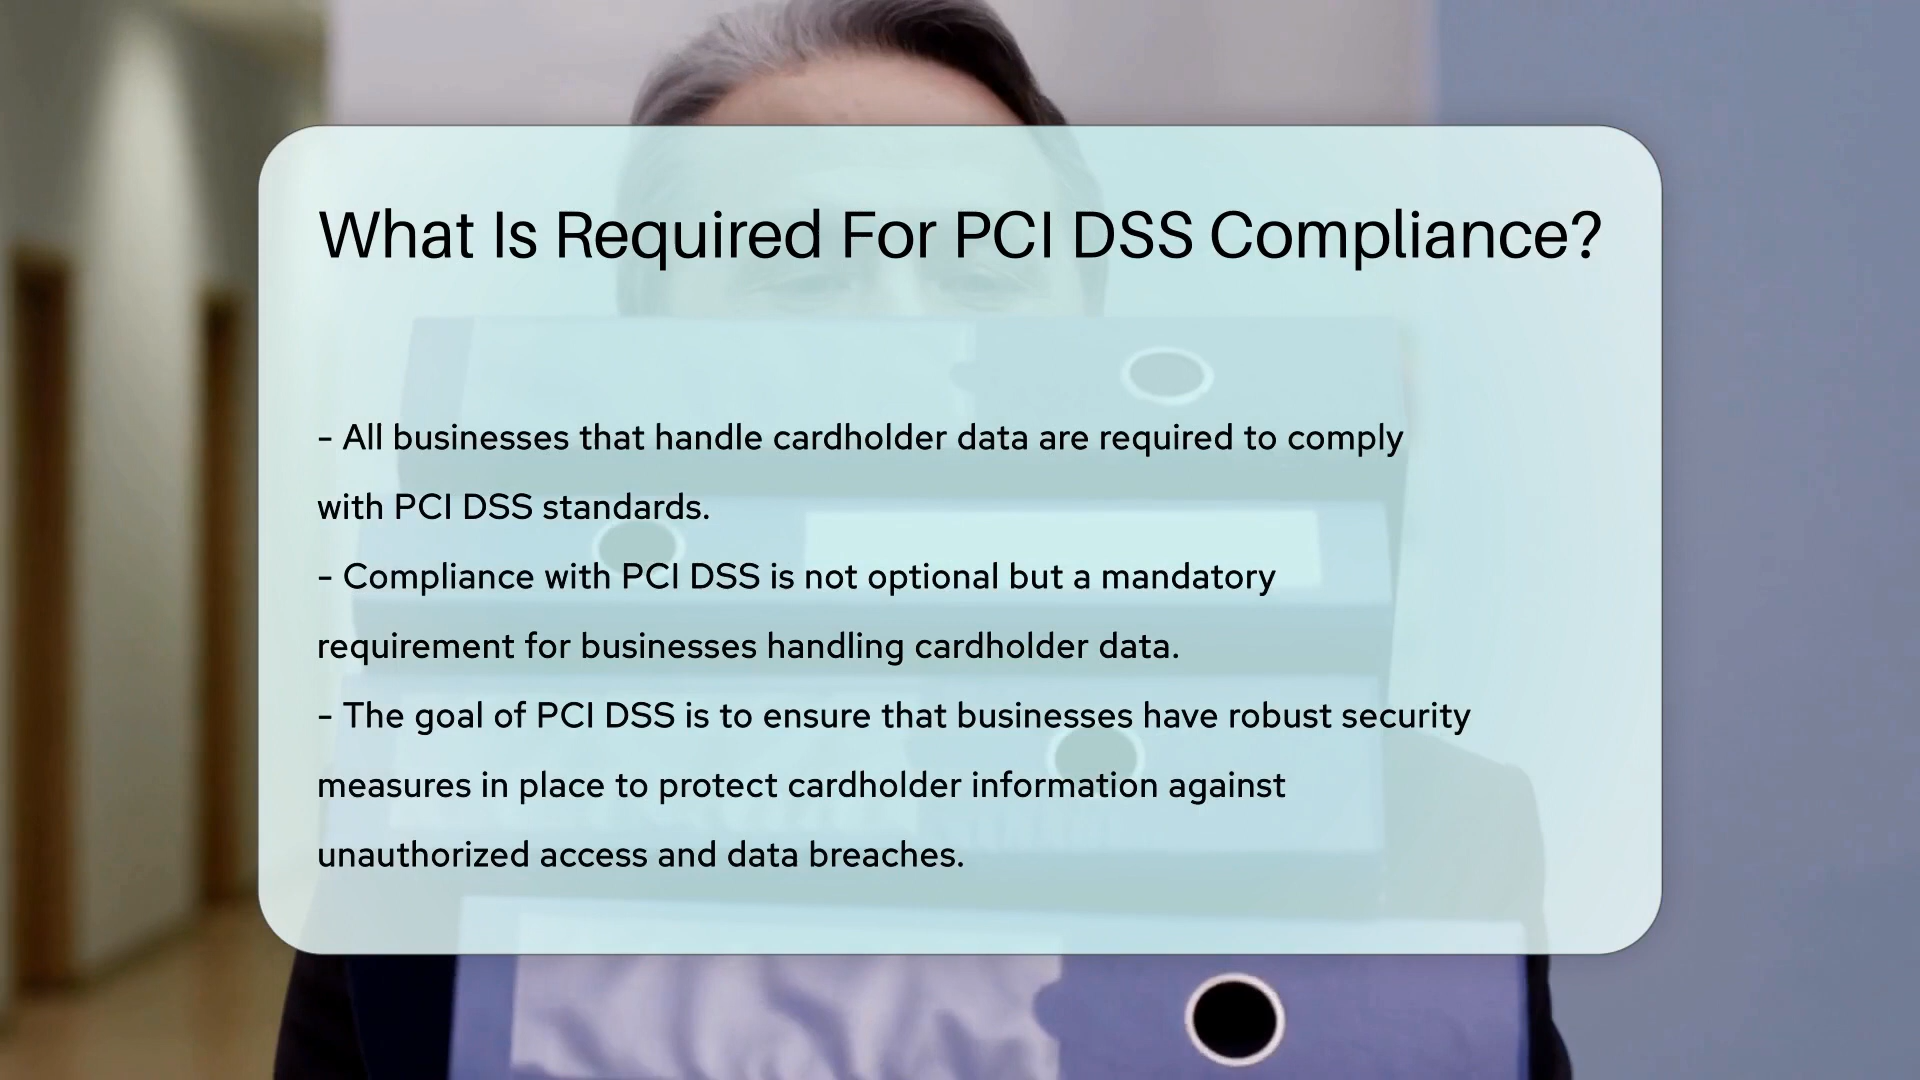 What Is Required For PCI DSS Compliance?
- All businesses that handle cardholder data are required to comply
with PCI DSS standards.
- Compliance with PCI DSS is not optional but a mandatory
requirement for businesses handling cardholder data.
- The goal of PCI DSS is to ensure that businesses have robust security
measures in place to protect cardholder information against
unauthorized access and data breaches.